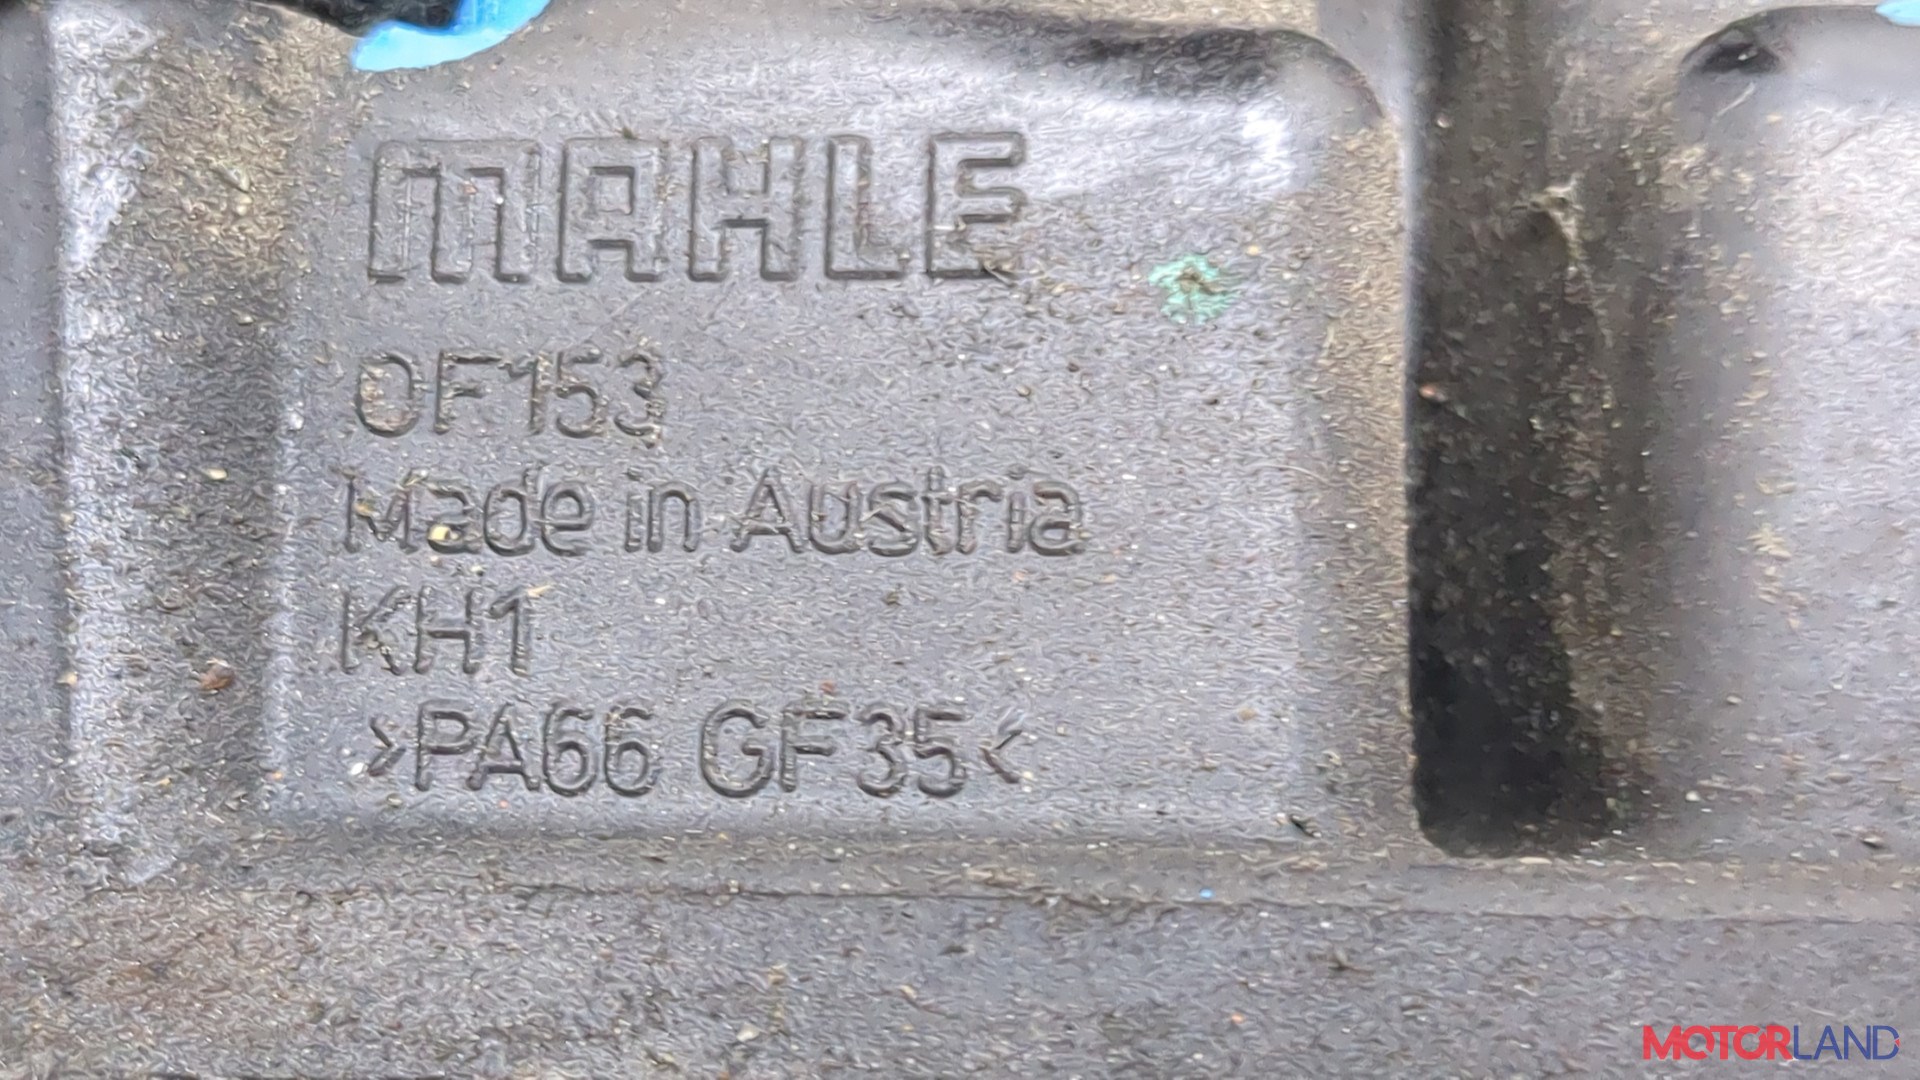 MAHLE
OF153
Made in Austria
KH1
>PA66 GF35<
MOTORLAND